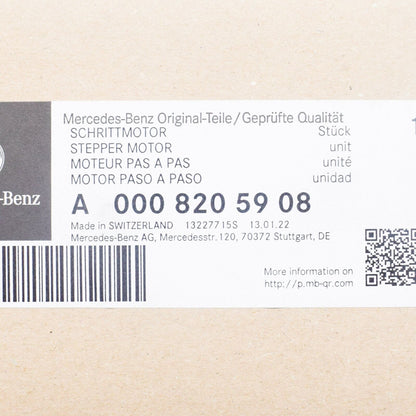 Mercedes-Benz Original-Teile/Geprüfte Qualität
SCHRITTMOTOR Stück
STEPPER MOTOR unit
MOTEUR PAS A PAS unité
MOTOR PASO A PASO unidad
-Benz
A 000 820 59 08
Made in SWITZERLAND 13227715S 13.01.22
Mercedes-Benz AG, Mercedesstr.120, 70372 Stuttgart, DE
More information on
http://p.mb-qr.com